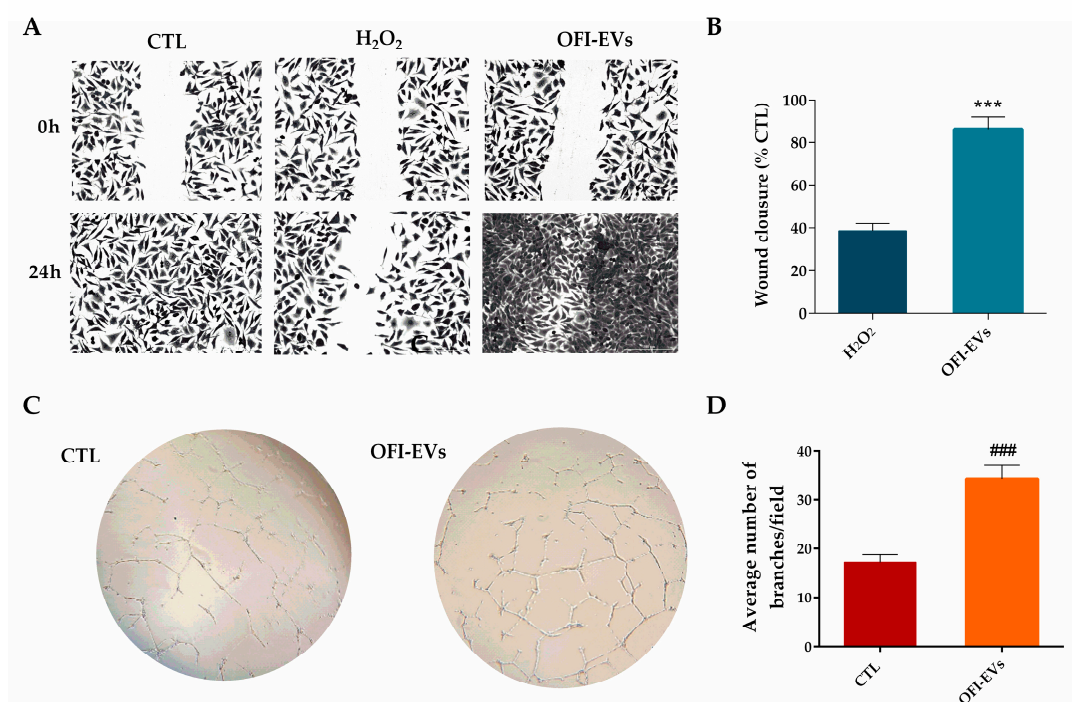 A
CTL
H₂O₂
OFI-EVs
0h
24h
B
Wound clousure (% CTL)
100
80
60
40
20
0
***
H₂O₂
OFI-EVs
C
CTL
OFI-EVs
D
Average number of
branches/field
40
30
20
10
0
###
CTL
OFI-EVs